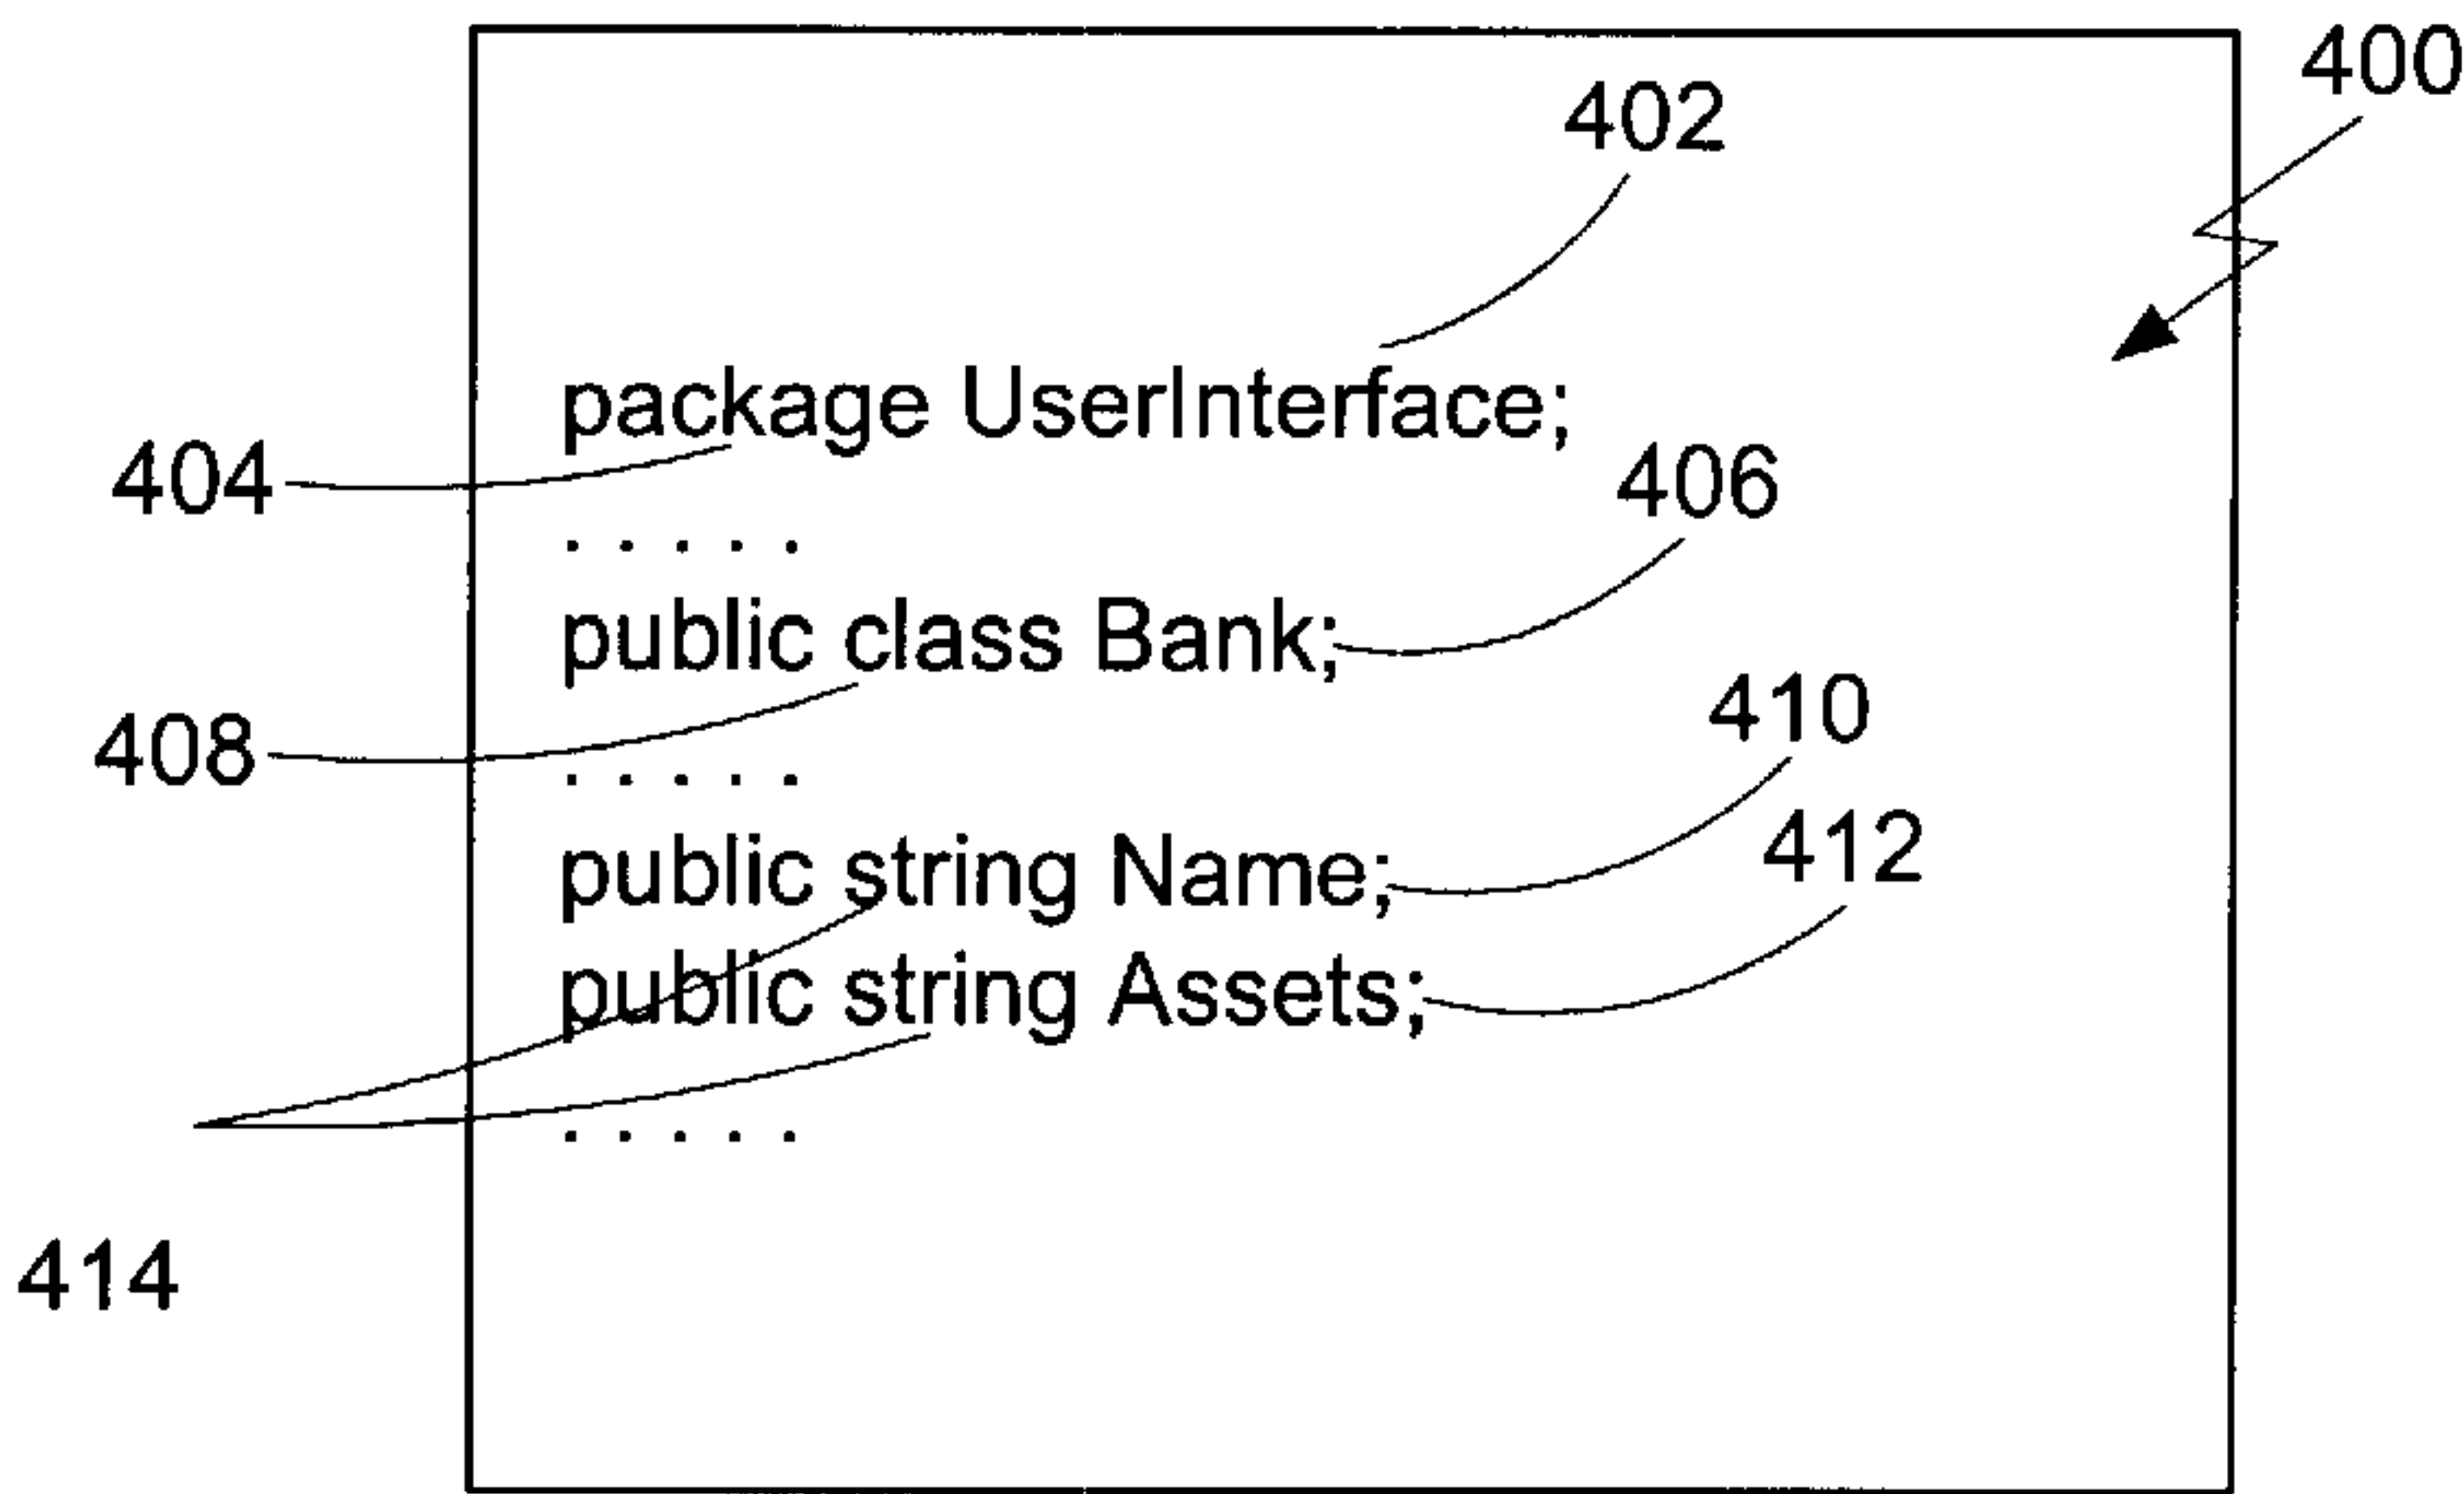 400
402
package UserInterface;
404
406
. . . . .
public class Bank;
408
410
. . . . .
412
public string Name;
public string Assets;
. . . . .
414